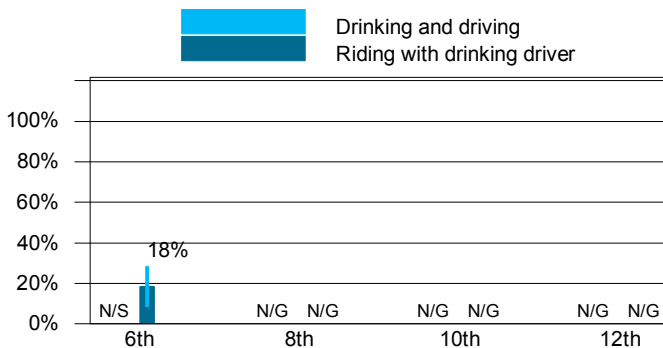 Drinking and driving
Riding with drinking driver
100%
80%
60%
40%
18%
20%
N/S N/G N/G N/G N/G N/G N/G
0%
6th 8th 10th 12th